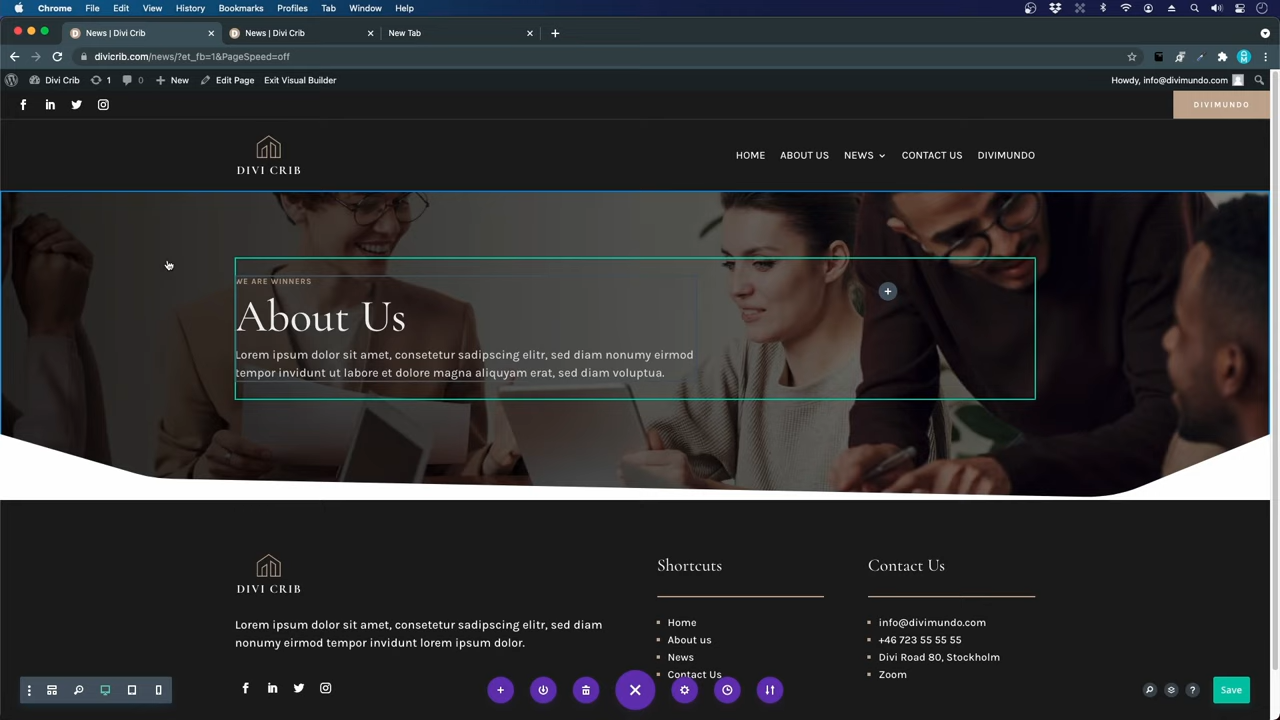 Chrome File Edit View History Bookmarks Profiles Tab Window Help
News | Divi Crib News | Divi Crib New Tab
divicrib.com/news/?et_fb=1&PageSpeed=off
Divi Crib 1 0 New Edit Page Exit Visual Builder Howdy, info@divimundo.com
DIVIMUNDO
DIVI CRIB
HOME ABOUT US NEWS CONTACT US DIVIMUNDO
WE ARE WINNERS
About Us
Lorem ipsum dolor sit amet, consetetur sadipscing elitr, sed diam nonumy eirmod
tempor invidunt ut labore et dolore magna aliquyam erat, sed diam voluptua.
DIVI CRIB
Lorem ipsum dolor sit amet, consetetur sadipscing elitr, sed diam
nonumy eirmod tempor invidunt lorem ipsum dolor.
Shortcuts
Home
About us
News
Contact Us
Contact Us
info@divimundo.com
+46 723 55 55 55
Divi Road 80, Stockholm
Zoom
Save